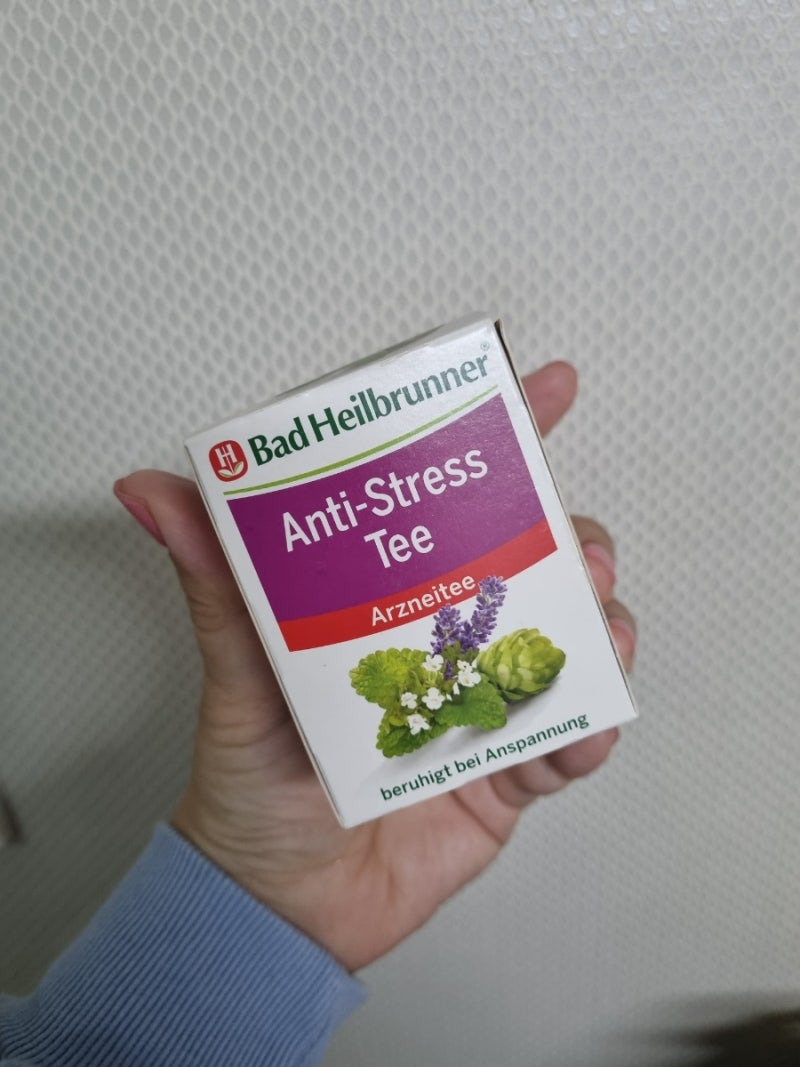 Bad Heilbrunner®
Anti-Stress
Tee
Arzneitee
beruhigt bei Anspannung